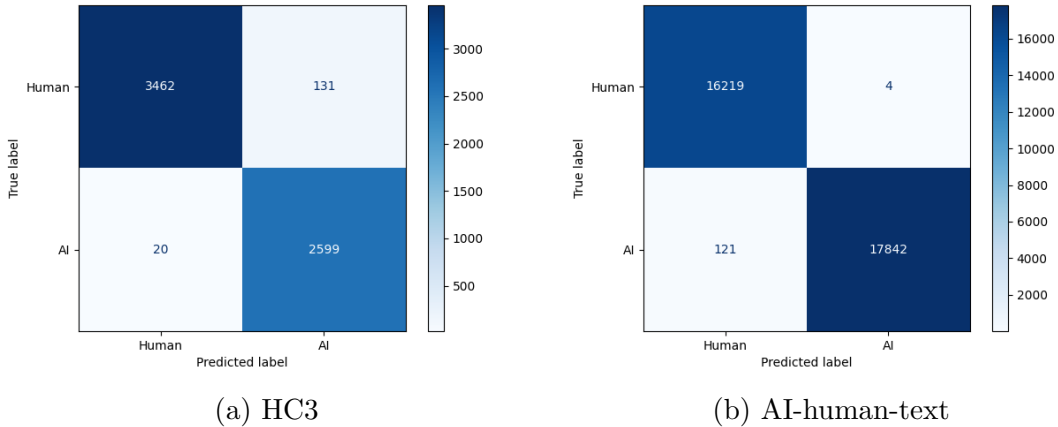 Human
3462
131
AI
20
2599
Human
AI
Predicted label
True label
3000
2500
2000
1500
1000
500
(a) HC3
Human
16219
4
AI
121
17842
Human
AI
Predicted label
True label
16000
14000
12000
10000
8000
6000
4000
2000
(b) AI-human-text